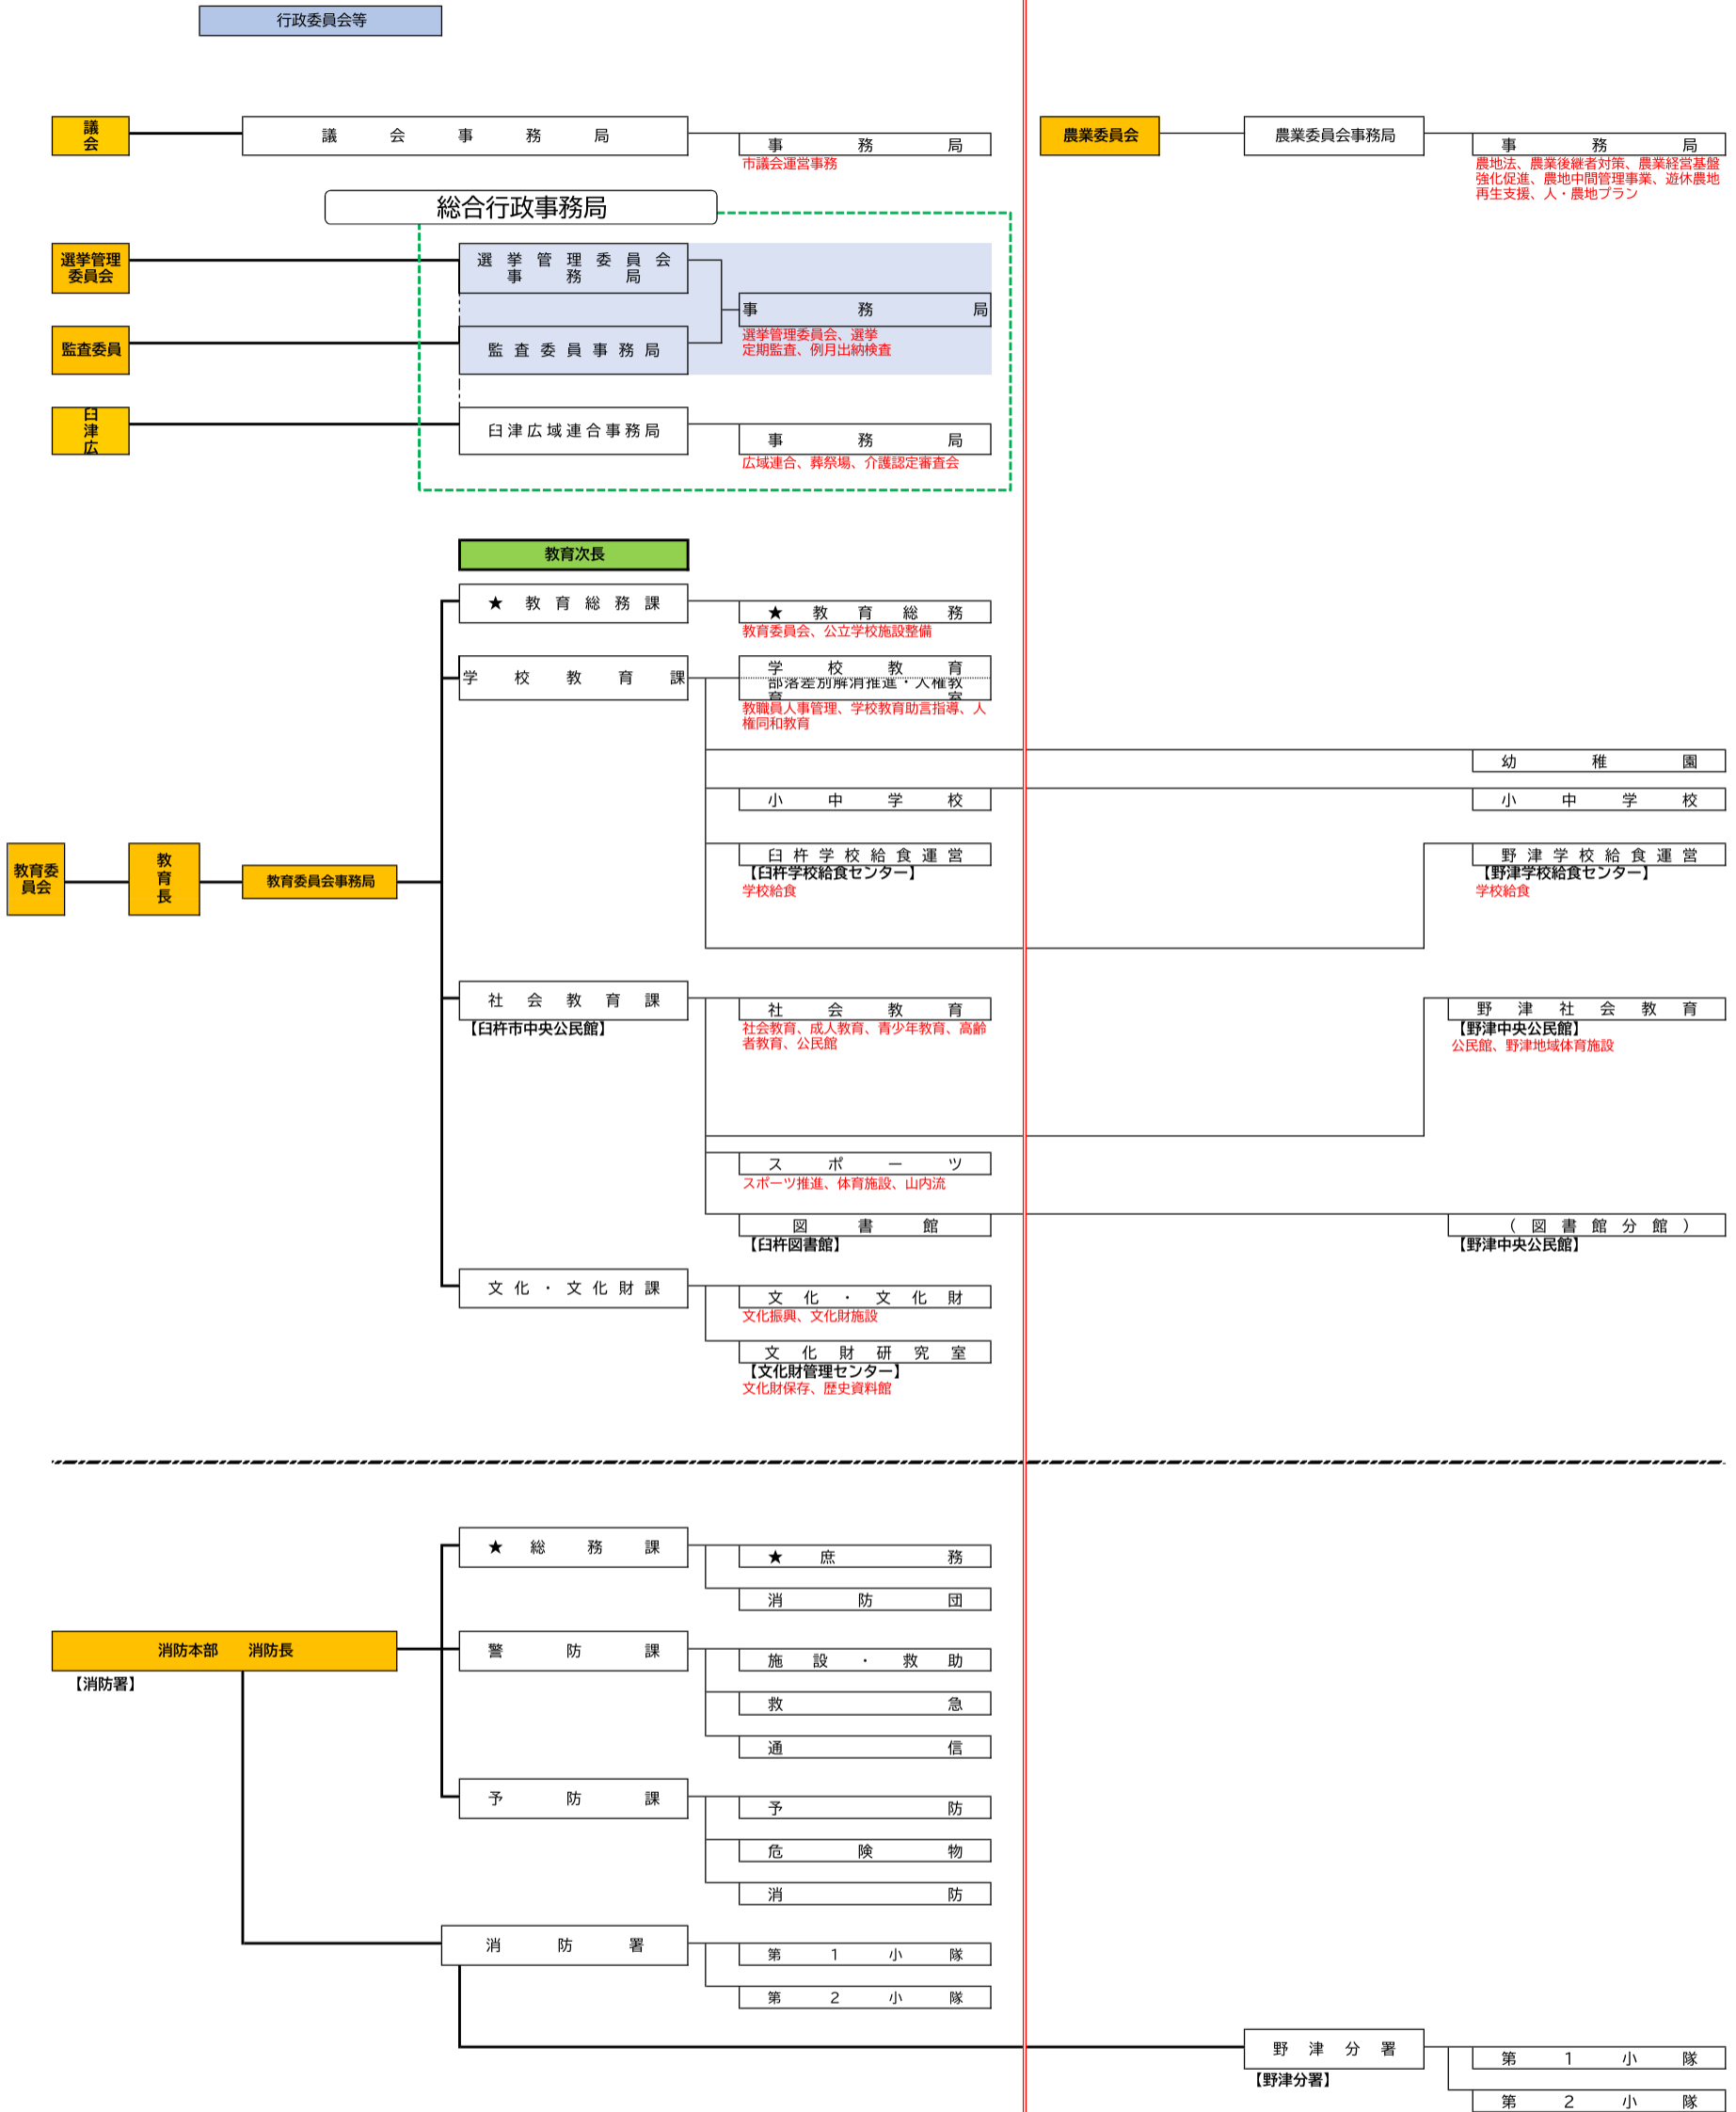 行政委員会等
議
会
議会事務局
事務局
市議会運営事務
農業委員会
農業委員会事務局
事務局
農地法、農業後継者対策、農業経営基盤
強化促進、農地中間管理事業、遊休農地
再生支援、人・農地プラン
総合行政事務局
選挙管理
委員会
選挙管理委員会
事務局
監査委員
監査委員事務局
事務局
選挙管理委員会、選挙
定期監査、例月出納検査
臼
津
広
臼津広域連合事務局
事務局
広域連合、葬祭場、介護認定審査会
教育次長
教育委
員会
教
育
長
教育委員会事務局
★教育総務課
★教育総務
教育委員会、公立学校施設整備
学校教育課
学校教育
部落差別解消推進・人権教
育室
教職員人事管理、学校教育助言指導、人
権同和教育
幼稚園
小中学校
小中学校
臼杵学校給食運営
【臼杵学校給食センター】
学校給食
野津学校給食運営
【野津学校給食センター】
学校給食
社会教育課
【臼杵市中央公民館】
社会教育
社会教育、成人教育、青少年教育、高齢
者教育、公民館
野津社会教育
【野津中央公民館】
公民館、野津地域体育施設
スポーツ
スポーツ推進、体育施設、山内流
図書館
【臼杵図書館】
（図書館分館）
【野津中央公民館】
文化・文化財課
文化・文化財
文化振興、文化財施設
文化財研究室
【文化財管理センター】
文化財保存、歴史資料館
消防本部　消防長
【消防署】
★総務課
★庶務
消防団
警防課
施設・救助
救急
通信
予防課
予防
危険物
消防
消防署
第1小隊
第2小隊
野津分署
【野津分署】
第1小隊
第2小隊